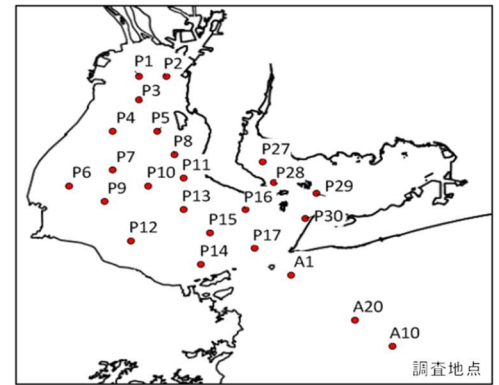 P1 P2
P3
P4 P5
P8
P27
P7 P11
P28
P6 P10
P29
P9 P13 P16
P30
P12 P15
P17
P14
A1
A20
A10
調査地点